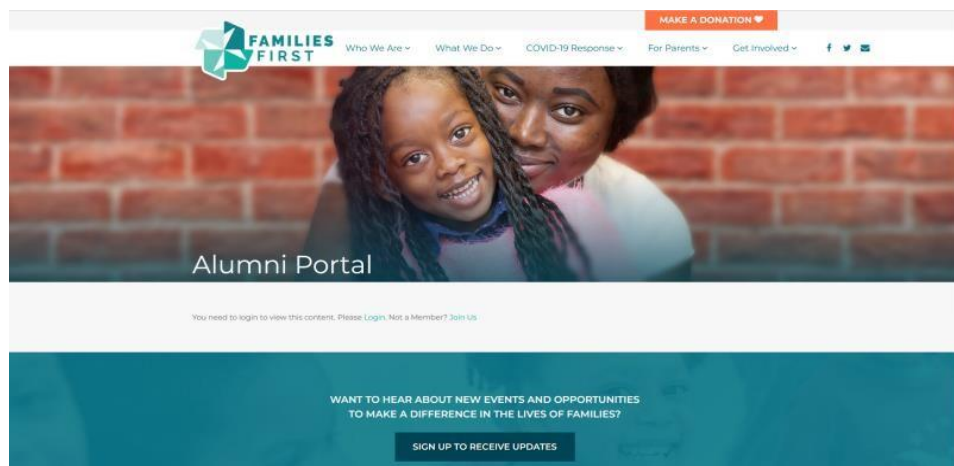 MAKE A DONATION
FAMILIES
FIRST
Who We Are
What We Do
COVID-19 Response
For Parents
Get Involved
Alumni Portal
You need to login to view this content. Please Login. Not a Member? Join Us
WANT TO HEAR ABOUT NEW EVENTS AND OPPORTUNITIES
TO MAKE A DIFFERENCE IN THE LIVES OF FAMILIES?
SIGN UP TO RECEIVE UPDATES